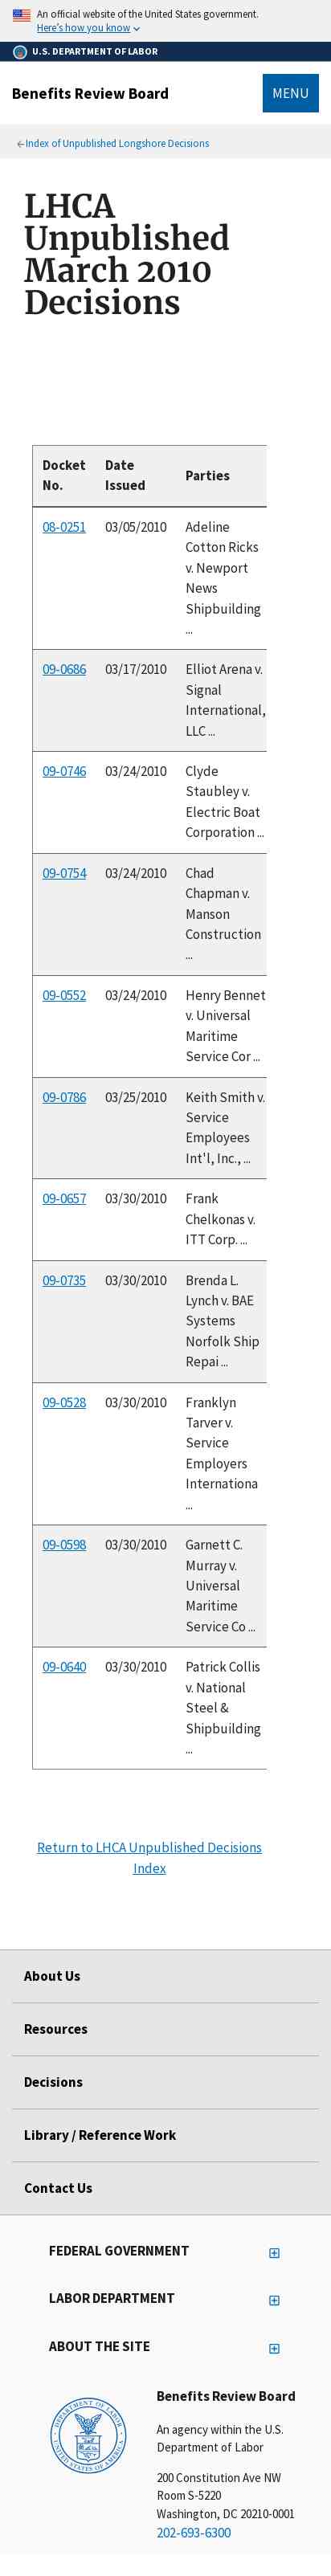 An official website of the United States government.
Here's how you know
U.S. DEPARTMENT OF LABOR
Benefits Review Board
MENU
Index of Unpublished Longshore Decisions
LHCA
Unpublished
March 2010
Decisions
Docket No. Date Issued Parties
08-0251 03/05/2010 Adeline
Cotton Ricks
v. Newport
News
Shipbuilding
...
09-0686 03/17/2010 Elliot Arena v.
Signal
International,
LLC ...
09-0746 03/24/2010 Clyde
Staubley v.
Electric Boat
Corporation ...
09-0754 03/24/2010 Chad
Chapman v.
Manson
Construction
...
09-0552 03/24/2010 Henry Bennet
v. Universal
Maritime
Service Cor ...
09-0786 03/25/2010 Keith Smith v.
Service
Employees
Int'l, Inc., ...
09-0657 03/30/2010 Frank
Chelkonas v.
ITT Corp. ...
09-0735 03/30/2010 Brenda L.
Lynch v. BAE
Systems
Norfolk Ship
Repai ...
09-0528 03/30/2010 Franklyn
Tarver v.
Service
Employers
Internationa
...
09-0598 03/30/2010 Garnett C.
Murray v.
Universal
Maritime
Service Co ...
09-0640 03/30/2010 Patrick Collis
v. National
Steel &
Shipbuilding
...
Return to LHCA Unpublished Decisions
Index
About Us
Resources
Decisions
Library / Reference Work
Contact Us
FEDERAL GOVERNMENT
LABOR DEPARTMENT
ABOUT THE SITE
DEPARTMENT OF LABOR
UNITED STATES OF AMERICA
Benefits Review Board
An agency within the U.S.
Department of Labor
200 Constitution Ave NW
Room S-5220
Washington, DC 20210-0001
202-693-6300